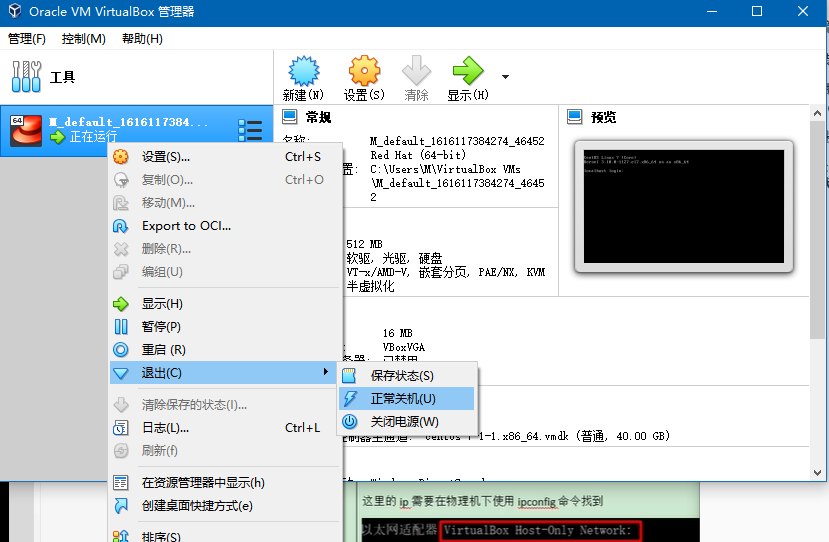 Oracle VM VirtualBox 管理器
管理(F) 控制(M) 帮助(H)
工具
新建(N) 设置(S) 清除 显示(H)
64
M_default_1616117384...
正在运行
常规
名称: M_default_1616117384274_46452
Red Hat (64-bit)
置: C:\Users\M\VirtualBox VMs
\M_default_1616117384274_4645
2
预览
CentOS Linux 7 (Core)
localhost login:
设置(S)... Ctrl+S
复制(O)... Ctrl+O
移动(M)...
Export to OCI...
删除(R)...
编组(U)
显示(H)
暂停(P)
重启 (R)
退出(C)
清除保存的状态(I)...
日志(L)... Ctrl+L
刷新(f)
在资源管理器中显示(h)
创建桌面快捷方式(e)
排序(S)
保存状态(S)
正常关机(U)
关闭电源(W)
512 MB
软驱, 光驱, 硬盘
VT-x/AMD-V, 嵌套分页, PAE/NX, KVM
半虚拟化
16 MB
VBoxVGA
已禁用
控制器主通道: centos-7-1-1.x86_64.vmdk (普通, 40.00 GB)
这里的 ip 需要在物理机下使用 ipconfig 命令找到
以太网适配器 VirtualBox Host-Only Network: